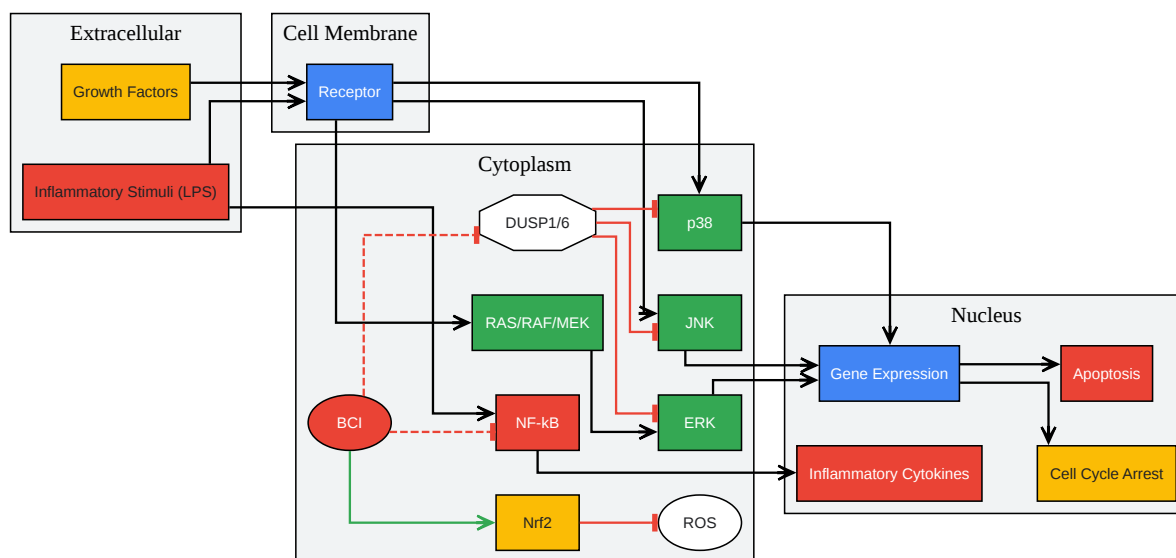 Extracellular
Cell Membrane
Growth Factors
Receptor
Inflammatory Stimuli (LPS)
Cytoplasm
DUSP1/6
p38
RAS/RAF/MEK
JNK
Nucleus
Gene Expression
Apoptosis
BCI
NF-kB
ERK
Inflammatory Cytokines
Cell Cycle Arrest
Nrf2
ROS